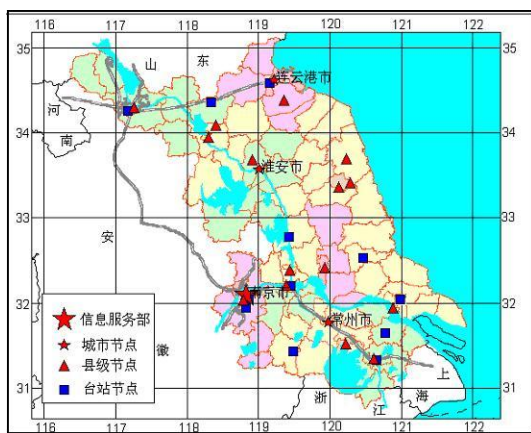 116 117 118 119 120 121 122
35 35
山 东
连云港市
河
南
34 34
淮安市
33 33
安
南京市
32 32
常州市
信息服务部
城市节点
县级节点
台站节点
徽
上
海
浙
江
31 31
116 117 118 119 120 121 122